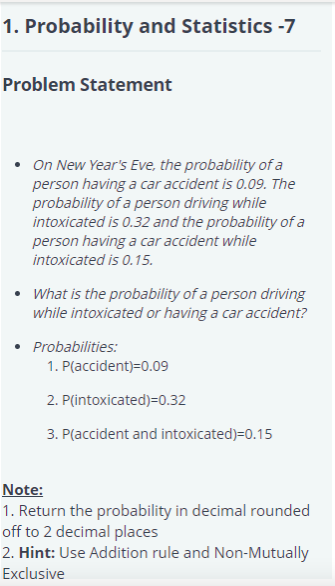 1. Probability and Statistics -7
Problem Statement
• On New Year's Eve, the probability of a
person having a car accident is 0.09. The
probability of a person driving while
intoxicated is 0.32 and the probability of a
person having a car accident while
intoxicated is 0.15.
• What is the probability of a person driving
while intoxicated or having a car accident?
• Probabilities:
1. P(accident)=0.09
2. P(intoxicated)=0.32
3. P(accident and intoxicated)=0.15
Note:
1. Return the probability in decimal rounded
off to 2 decimal places
2. Hint: Use Addition rule and Non-Mutually
Exclusive